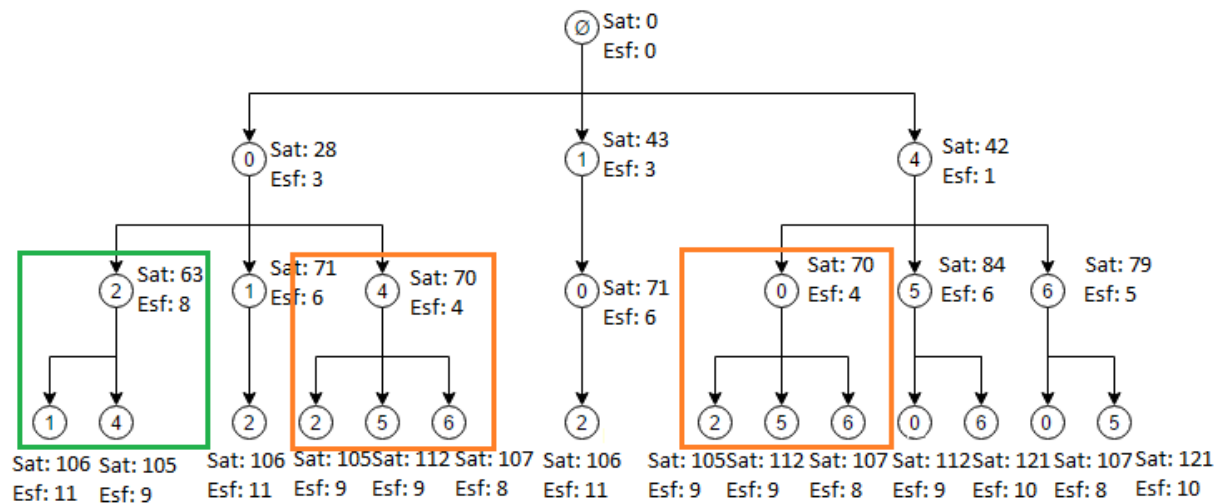 Ø Sat: 0
Esf: 0
0 Sat: 28
Esf: 3
1 Sat: 43
Esf: 3
4 Sat: 42
Esf: 1
2 Sat: 63
Esf: 8
1 Sat: 71
Esf: 6
4 Sat: 70
Esf: 4
0 Sat: 71
Esf: 6
0 Sat: 70
Esf: 4
5 Sat: 84
Esf: 6
6 Sat: 79
Esf: 5
1 4 2 2 5 6 2 2 5 6 0 6 0 5
Sat: 106 Sat: 105 Sat: 106 Sat: 105 Sat: 112 Sat: 107 Sat: 106 Sat: 105 Sat: 112 Sat: 107 Sat: 112 Sat: 121 Sat: 107 Sat: 121
Esf: 11 Esf: 9 Esf: 11 Esf: 9 Esf: 9 Esf: 8 Esf: 11 Esf: 9 Esf: 9 Esf: 8 Esf: 9 Esf: 10 Esf: 8 Esf: 10